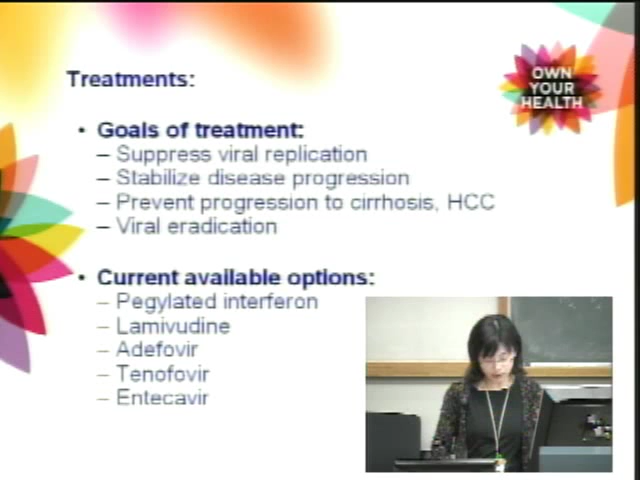 Treatments:
OWN
YOUR
HEALTH
• Goals of treatment:
– Suppress viral replication
– Stabilize disease progression
– Prevent progression to cirrhosis, HCC
– Viral eradication
• Current available options:
– Pegylated interferon
– Lamivudine
– Adefovir
– Tenofovir
– Entecavir